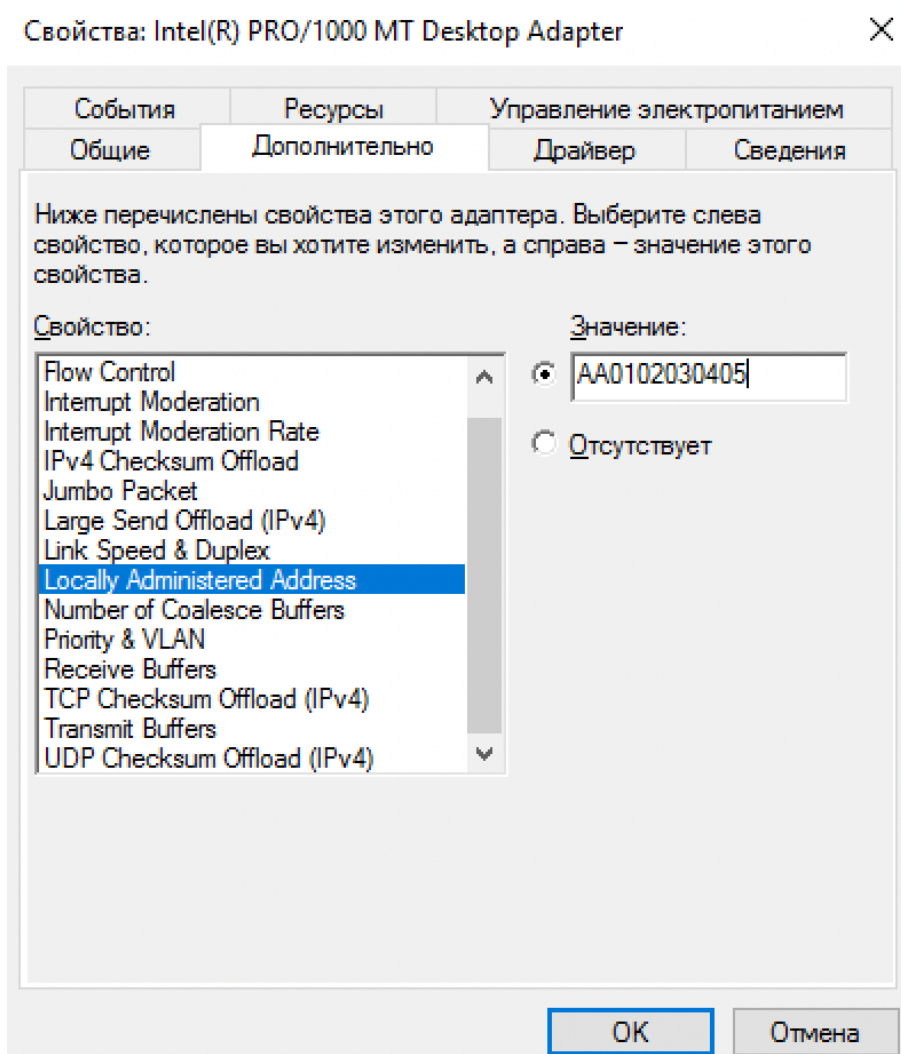 Свойства: Intel(R) PRO/1000 MT Desktop Adapter
События
Ресурсы
Управление электропитанием
Общие
Дополнительно
Драйвер
Сведения
Ниже перечислены свойства этого адаптера. Выберите слева
свойство, которое вы хотите изменить, а справа – значение этого
свойства.
Свойство:
Flow Control
Interrupt Moderation
Interrupt Moderation Rate
IPv4 Checksum Offload
Jumbo Packet
Large Send Offload (IPv4)
Link Speed & Duplex
Locally Administered Address
Number of Coalesce Buffers
Priority & VLAN
Receive Buffers
TCP Checksum Offload (IPv4)
Transmit Buffers
UDP Checksum Offload (IPv4)
Значение:
AA0102030405
Отсутствует
OK
Отмена